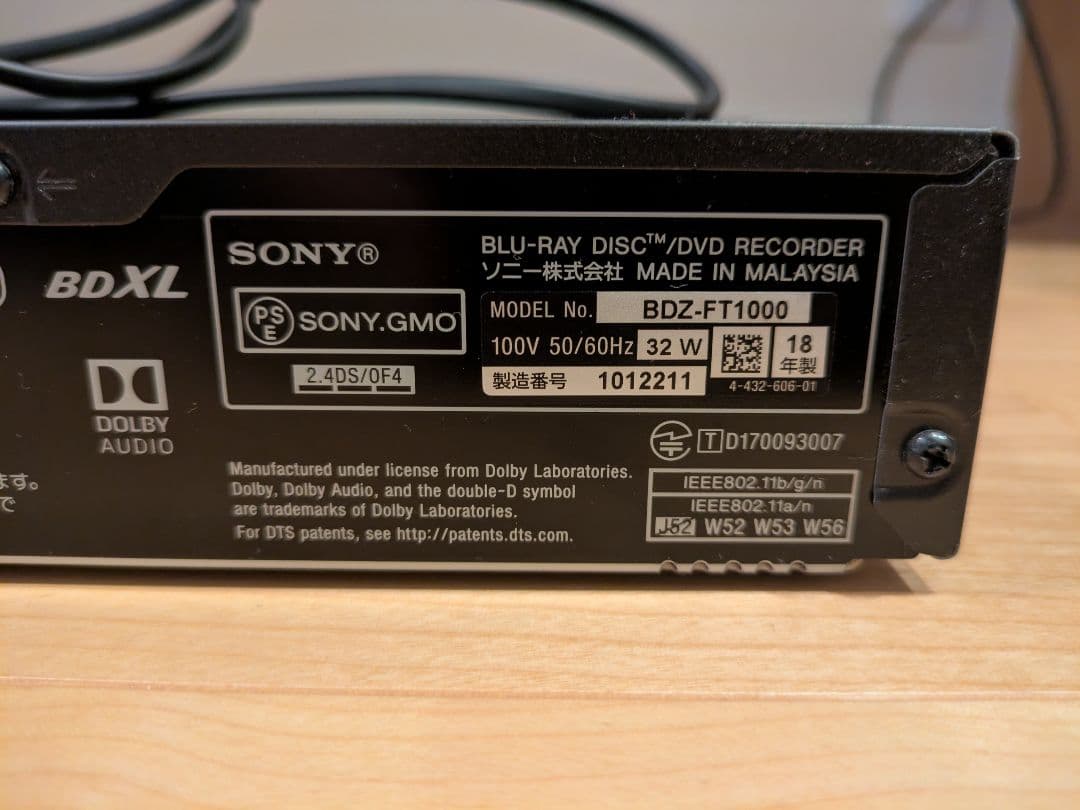 SONY®
BLU-RAY DISC™/DVD RECORDER
ソニー株式会社 MADE IN MALAYSIA
BDXL
PS
E
SONY.GMO
MODEL No. BDZ-FT1000
100V 50/60Hz 32 W
18
年製
2.4DS/OF4
製造番号 1012211
4-432-606-01
DOLBY
AUDIO
T D170093007
ます。
で
Manufactured under license from Dolby Laboratories.
Dolby, Dolby Audio, and the double-D symbol
are trademarks of Dolby Laboratories.
For DTS patents, see http://patents.dts.com.
IEEE802.11b/g/n
IEEE802.11a/n
J52 W52 W53 W56